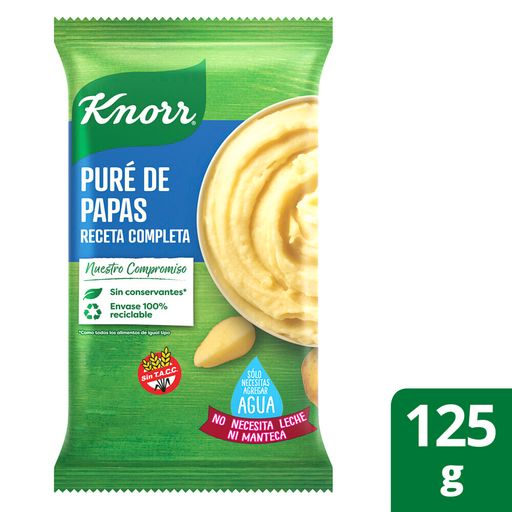 Knorr®
PURÉ DE
PAPAS
RECETA COMPLETA
Nuestro Compromiso
Sin conservantes*
Envase 100%
reciclable
*Como todos los alimentos de igual tipo
Sin T.A.C.C.
SÓLO
NECESITAS
AGREGAR
AGUA
NO NECESITA LECHE
NI MANTECA
125
g